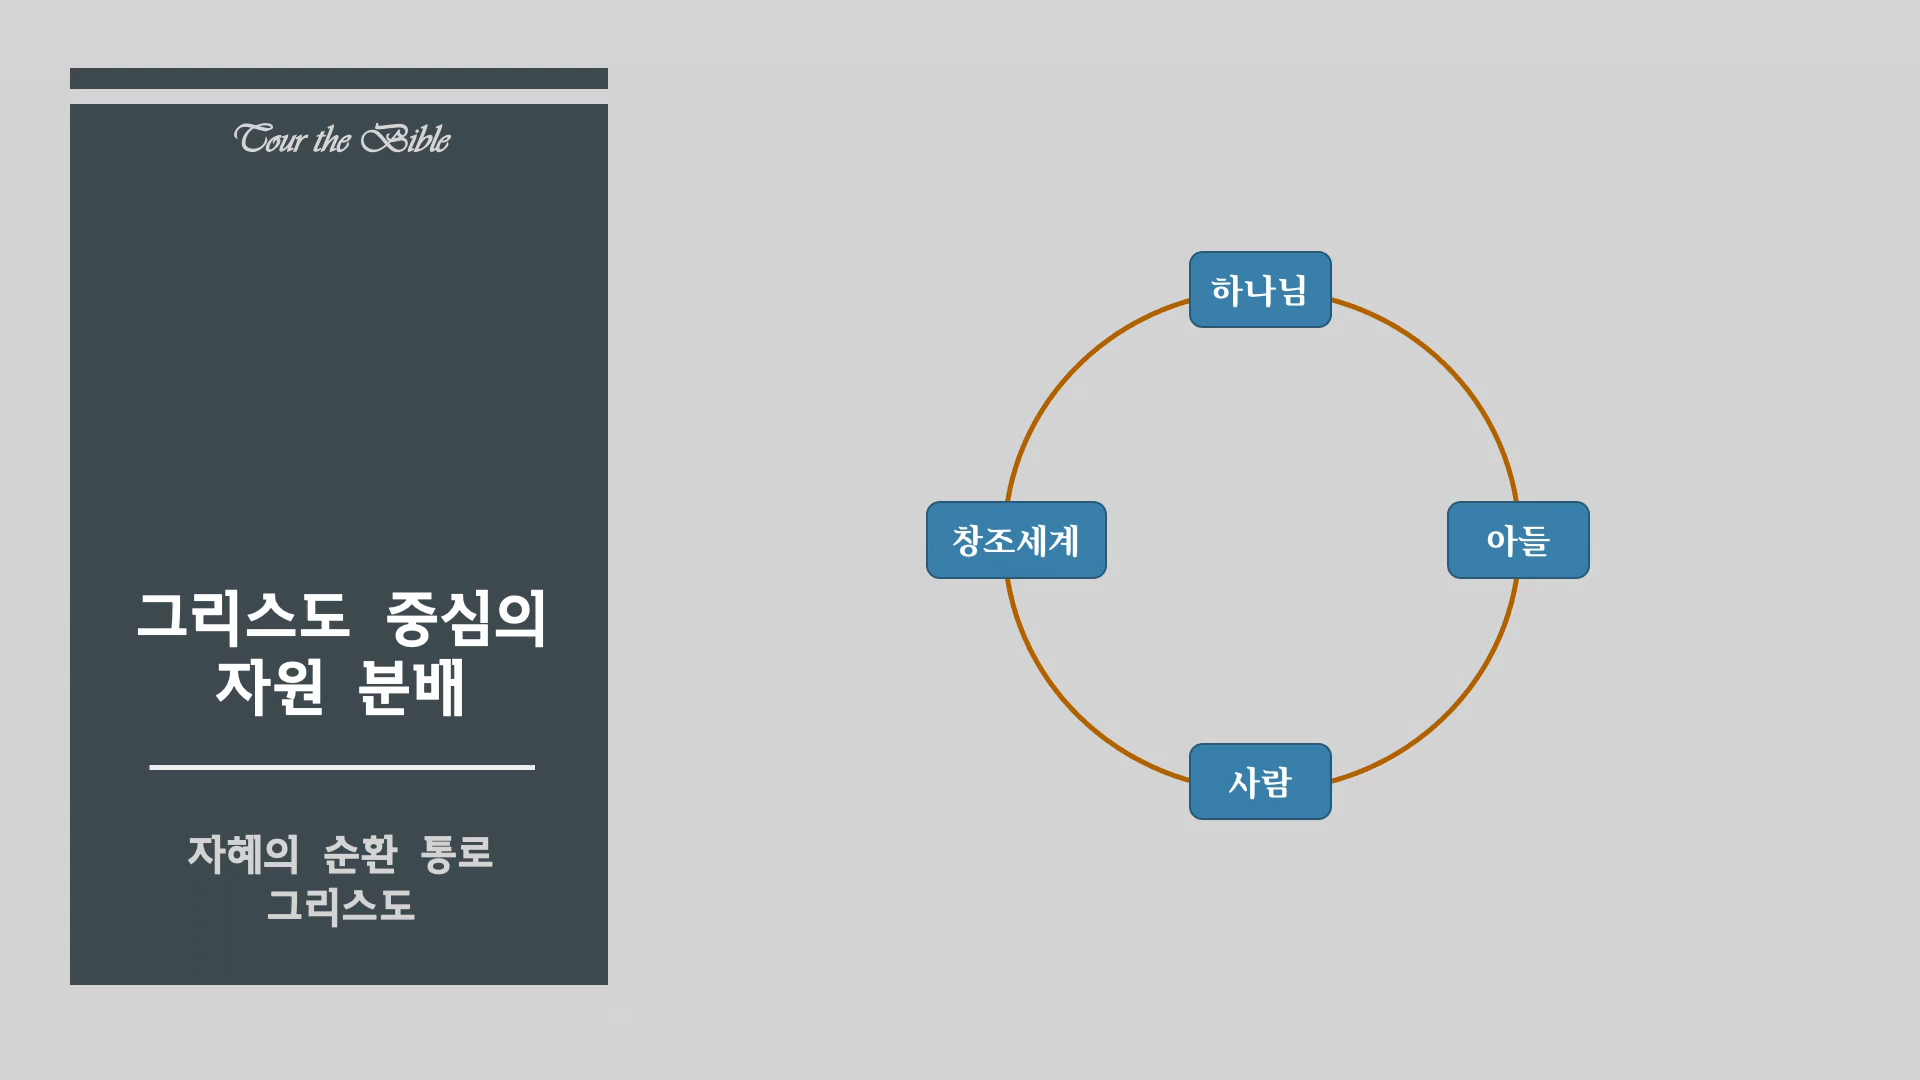 Tour the Bible
그리스도 중심의
자원 분배
자혜의 순환 통로
그리스도
하나님
창조세계
아들
사람